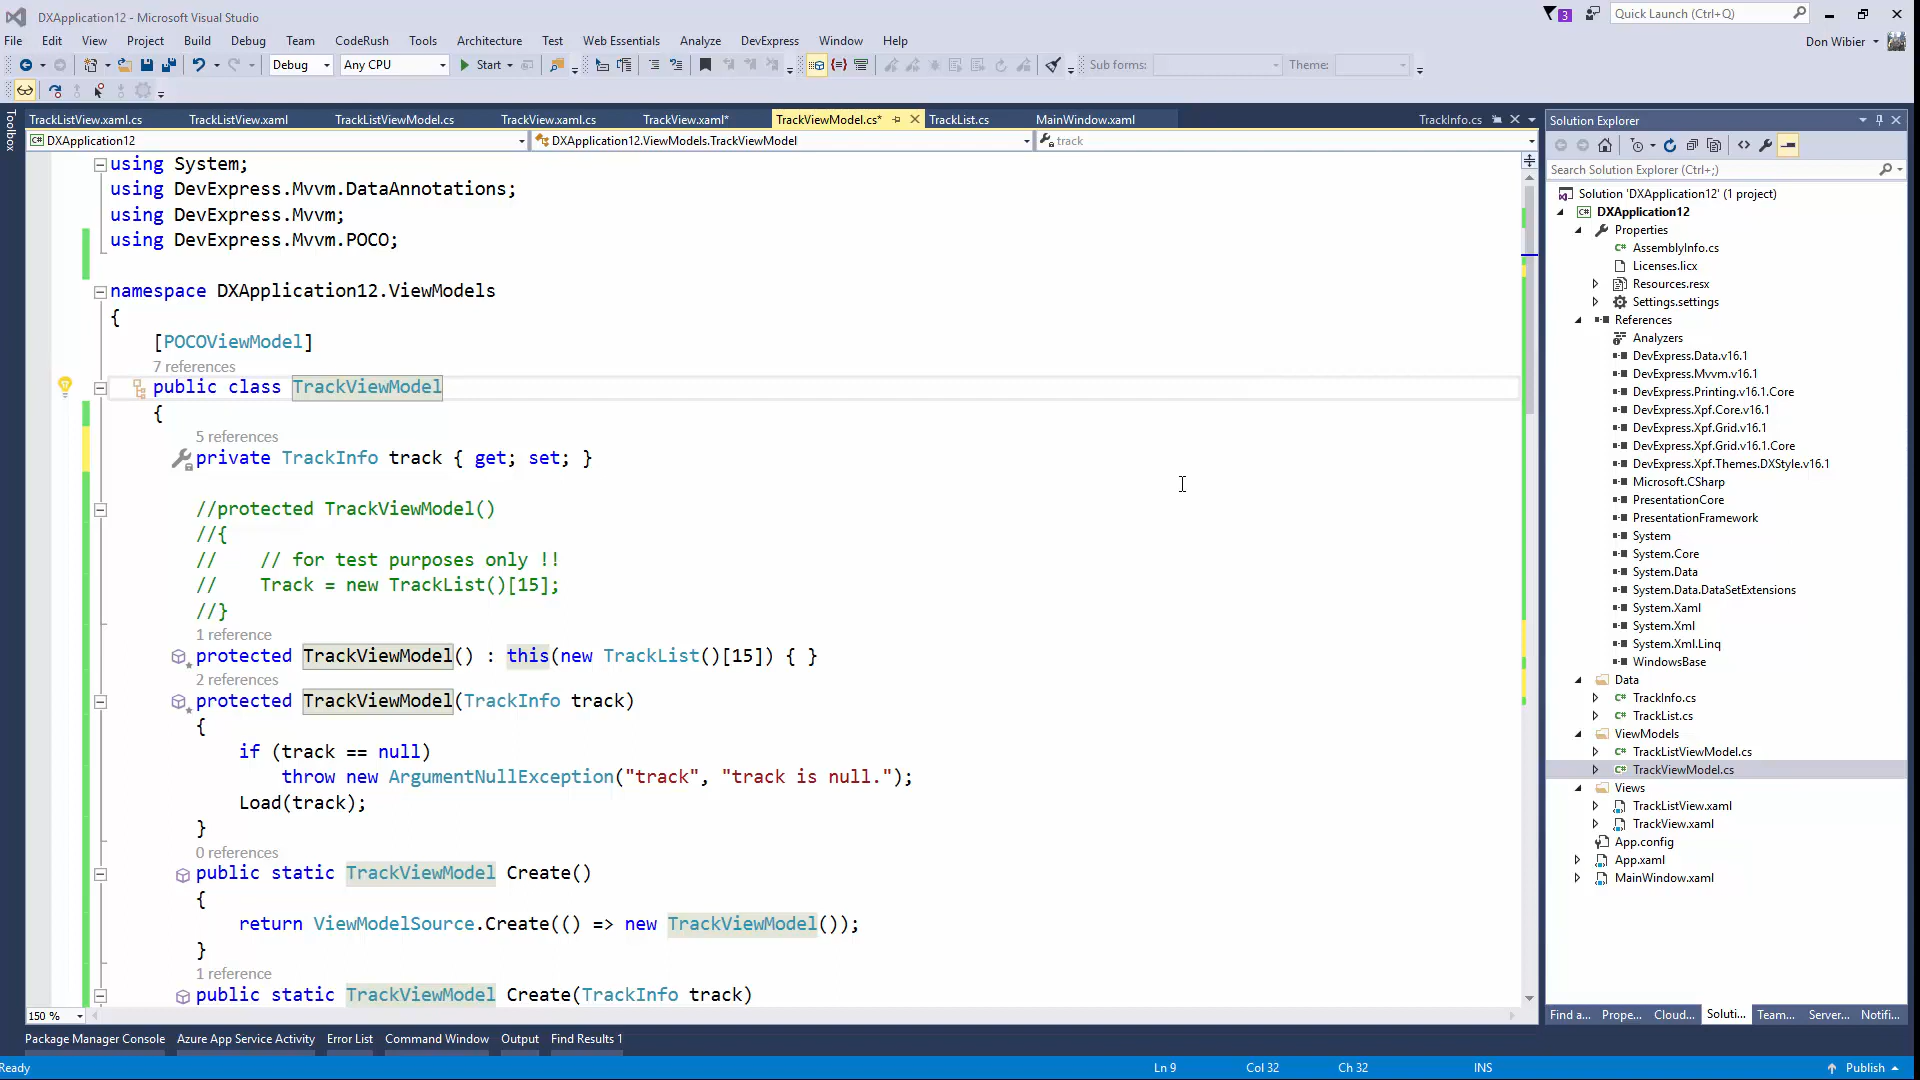 DXApplication12 - Microsoft Visual Studio
3
Quick Launch (Ctrl+Q)
File Edit View Project Build Debug Team CodeRush Tools Architecture Test Web Essentials Analyze DevExpress Window Help
Don Wibier
Debug Any CPU Start Sub forms: Theme:
Toolbox
TrackListView.xaml.cs TrackListView.xaml TrackListViewModel.cs TrackView.xaml.cs TrackView.xaml* TrackViewModel.cs* TrackList.cs MainWindow.xaml TrackInfo.cs
DXApplication12 DXApplication12.ViewModels.TrackViewModel track
using System;
using DevExpress.Mvvm.DataAnnotations;
using DevExpress.Mvvm;
using DevExpress.Mvvm.POCO;
namespace DXApplication12.ViewModels
{
[POCOViewModel]
7 references
public class TrackViewModel
{
5 references
private TrackInfo track { get; set; }
//protected TrackViewModel()
//{
//    // for test purposes only !!
//    Track = new TrackList()[15];
//}
1 reference
protected TrackViewModel() : this(new TrackList()[15]) { }
2 references
protected TrackViewModel(TrackInfo track)
{
if (track == null)
throw new ArgumentNullException("track", "track is null.");
Load(track);
}
0 references
public static TrackViewModel Create()
{
return ViewModelSource.Create(() => new TrackViewModel());
}
1 reference
public static TrackViewModel Create(TrackInfo track)
150 %
Solution Explorer
Search Solution Explorer (Ctrl+;)
Solution 'DXApplication12' (1 project)
DXApplication12
Properties
AssemblyInfo.cs
Licenses.licx
Resources.resx
Settings.settings
References
Analyzers
DevExpress.Data.v16.1
DevExpress.Mvvm.v16.1
DevExpress.Printing.v16.1.Core
DevExpress.Xpf.Core.v16.1
DevExpress.Xpf.Grid.v16.1
DevExpress.Xpf.Grid.v16.1.Core
DevExpress.Xpf.Themes.DXStyle.v16.1
Microsoft.CSharp
PresentationCore
PresentationFramework
System
System.Core
System.Data
System.Data.DataSetExtensions
System.Xaml
System.Xml
System.Xml.Linq
WindowsBase
Data
TrackInfo.cs
TrackList.cs
ViewModels
TrackListViewModel.cs
TrackViewModel.cs
Views
TrackListView.xaml
TrackView.xaml
App.config
App.xaml
MainWindow.xaml
Find a... Prope... Cloud... Soluti... Team... Server... Notifi...
Package Manager Console Azure App Service Activity Error List Command Window Output Find Results 1
Ready Ln 9 Col 32 Ch 32 INS Publish